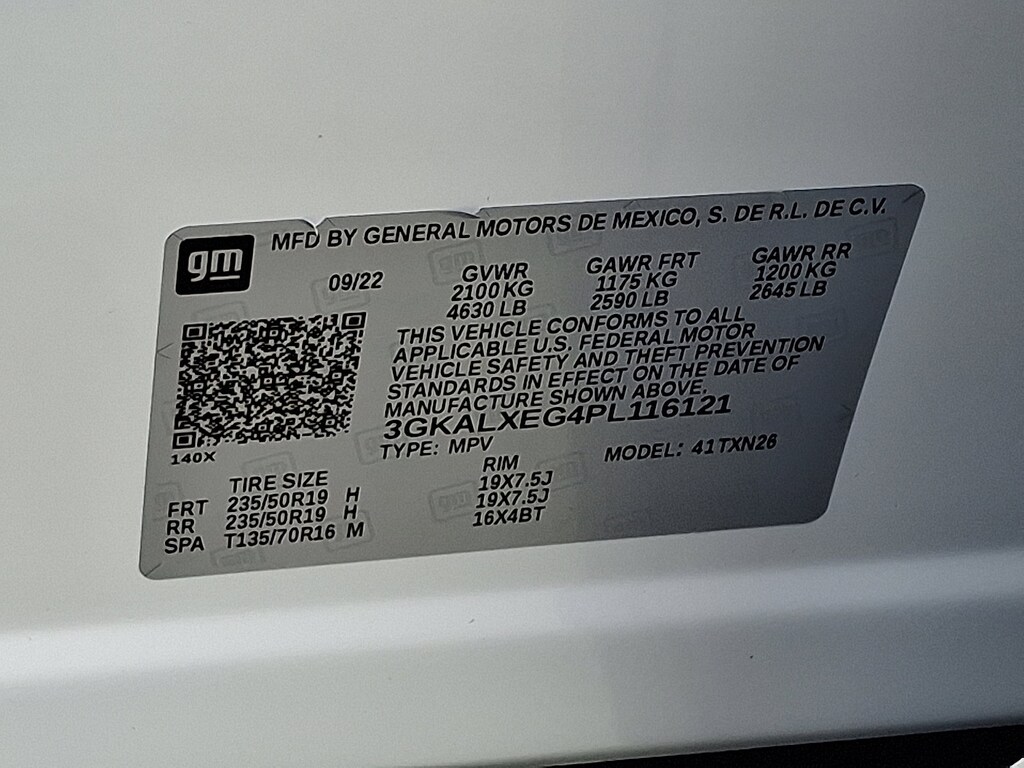 gm
MFD BY GENERAL MOTORS DE MEXICO, S. DE R.L. DE C.V.
09/22
GVWR
2100 KG
4630 LB
GAWR FRT
1175 KG
2590 LB
GAWR RR
1200 KG
2645 LB
THIS VEHICLE CONFORMS TO ALL
APPLICABLE U.S. FEDERAL MOTOR
VEHICLE SAFETY AND THEFT PREVENTION
STANDARDS IN EFFECT ON THE DATE OF
MANUFACTURE SHOWN ABOVE.
3GKALXEG4PL116121
TYPE: MPV MODEL: 41TXN26
140X
TIRE SIZE RIM
FRT 235/50R19 H 19X7.5J
RR 235/50R19 H 19X7.5J
SPA T135/70R16 M 16X4BT